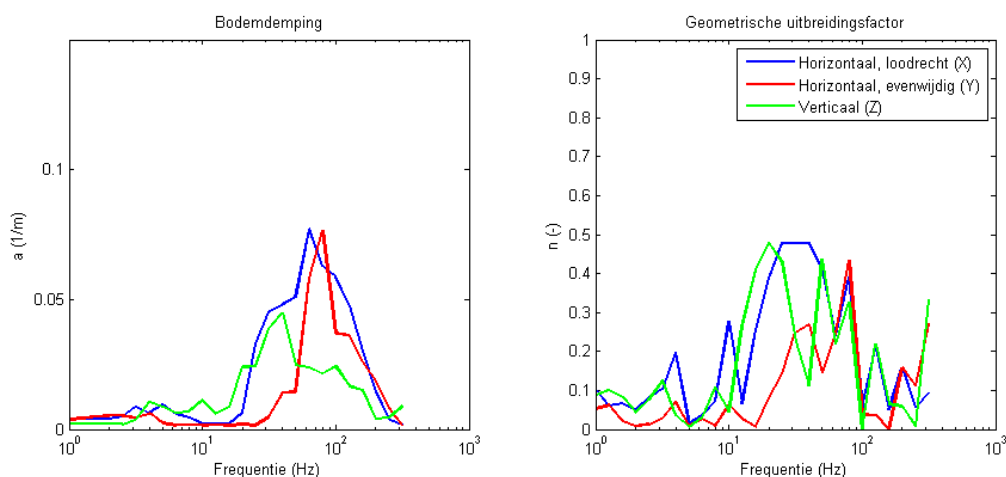 Bodemdemping
0.1
0.05
0
a (1/m)
10^0
10^1
10^2
10^3
Frequentie (Hz)
Geometrische uitbreidingsfactor
1
0.9
0.8
0.7
0.6
0.5
0.4
0.3
0.2
0.1
0
n (-)
Horizontaal, loodrecht (X)
Horizontaal, evenwijdig (Y)
Verticaal (Z)
10^0
10^1
10^2
10^3
Frequentie (Hz)